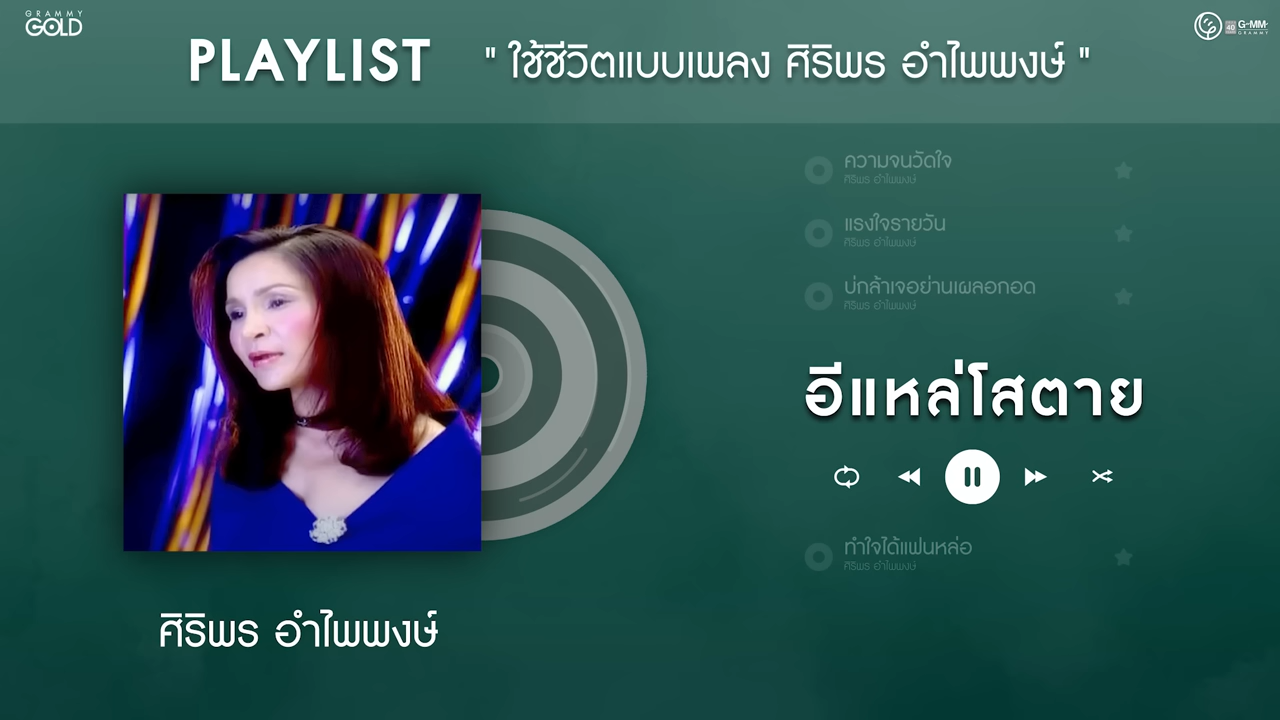 GRAMMY
GOLD
PLAYLIST
" ใช้ชีวิตแบบเพลง ศิริพร อำไพพงษ์ "
G-MM-
GRAMMY
ความจนวัดใจ
ศิริพร อำไพพงษ์
แรงใจรายวัน
ศิริพร อำไพพงษ์
บ่กล้าเจอย่านเผลอกอด
ศิริพร อำไพพงษ์
อีแหล่โสตาย
ทำใจได้แฟนหล่อ
ศิริพร อำไพพงษ์
ศิริพร อำไพพงษ์